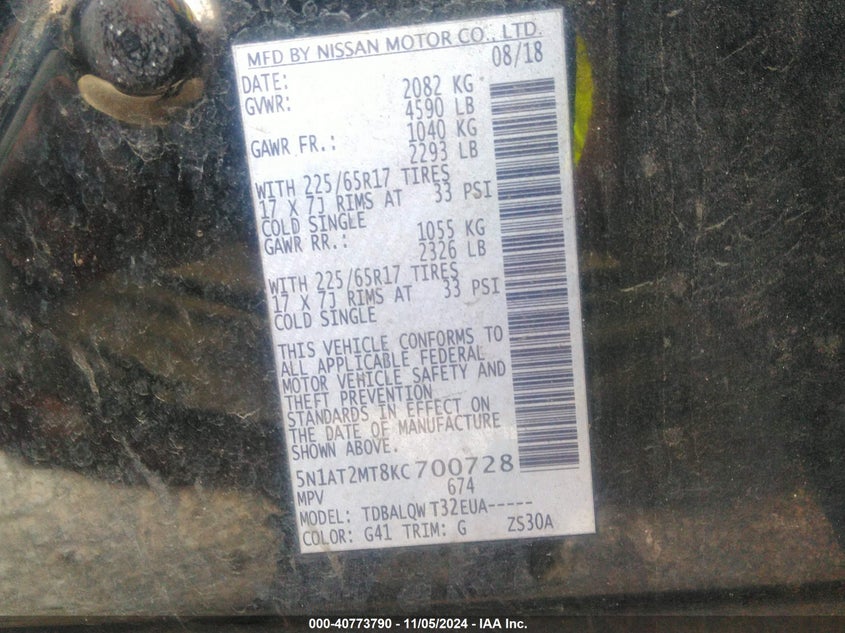 MFD BY NISSAN MOTOR CO., LTD.
DATE: 08/18
GVWR: 2082 KG
4590 LB
GAWR FR.: 1040 KG
2293 LB
WITH 225/65R17 TIRES
17 X 7J RIMS AT 33 PSI
COLD SINGLE
GAWR RR.: 1055 KG
2326 LB
WITH 225/65R17 TIRES
17 X 7J RIMS AT 33 PSI
COLD SINGLE
THIS VEHICLE CONFORMS TO
ALL APPLICABLE FEDERAL
MOTOR VEHICLE SAFETY AND
THEFT PREVENTION
STANDARDS IN EFFECT ON
THE DATE OF MANUFACTURE
SHOWN ABOVE.
5N1AT2MT8KC700728
MPV 674
MODEL: TDBALQW T32EUA-----
COLOR: G41 TRIM: G ZS30A
000-40773790 - 11/05/2024 - IAA Inc.